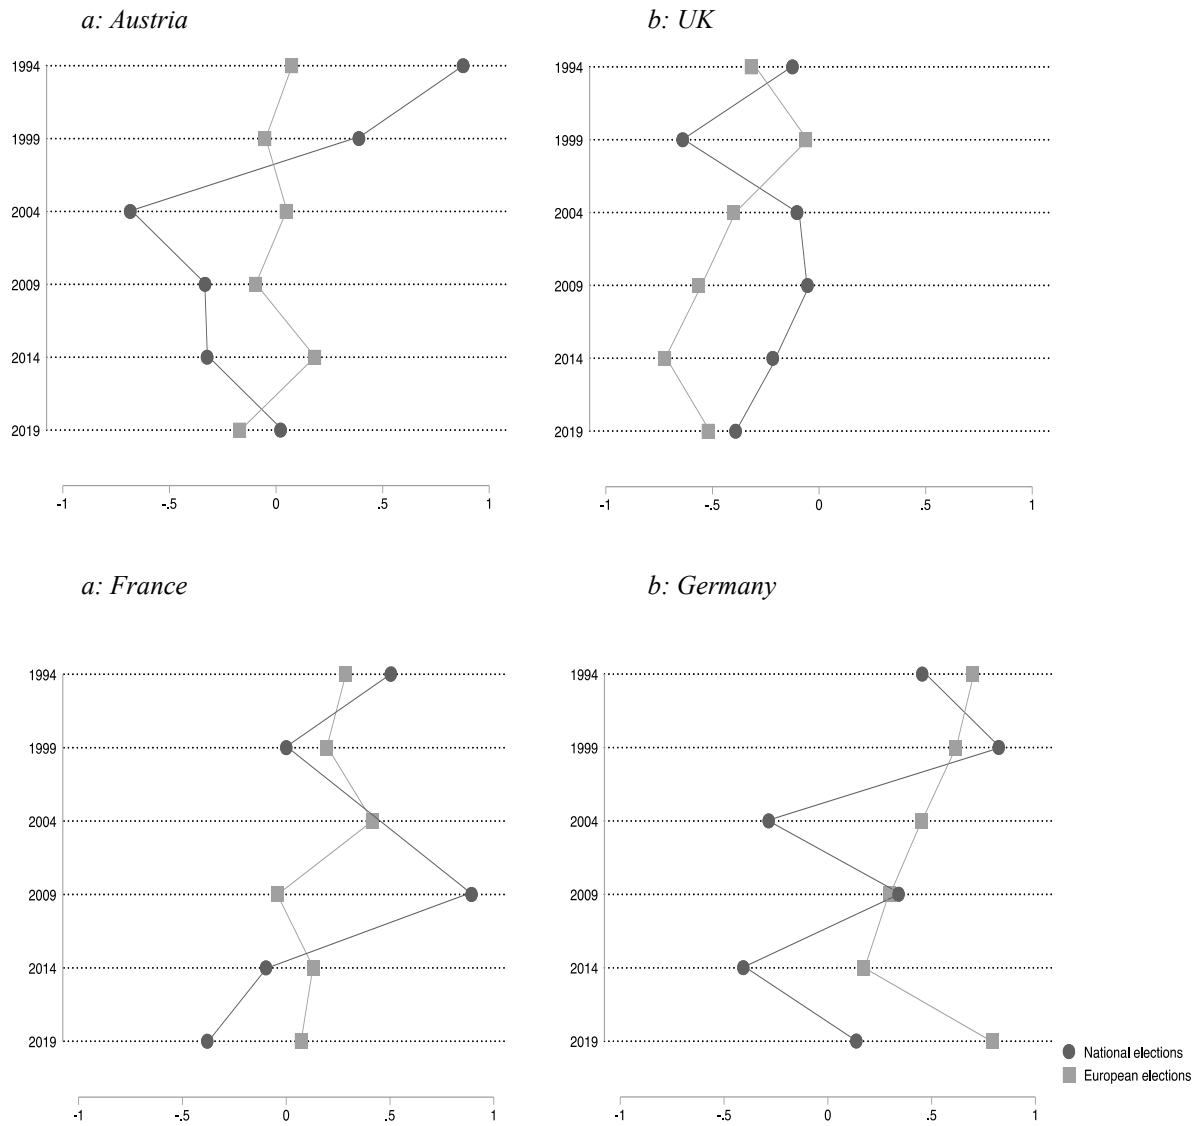 a: Austria
b: UK
1994
1999
2004
2009
2014
2019
-1 -.5 0 .5 1
1994
1999
2004
2009
2014
2019
-1 -.5 0 .5 1
a: France
b: Germany
1994
1999
2004
2009
2014
2019
-1 -.5 0 .5 1
1994
1999
2004
2009
2014
2019
-1 -.5 0 .5 1
National elections
European elections